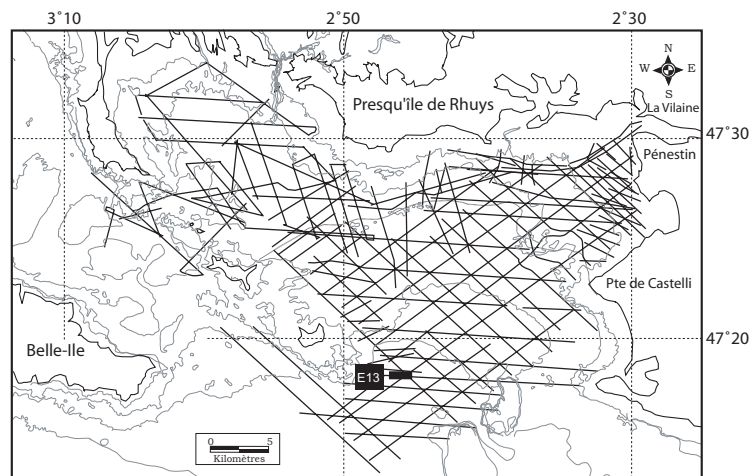 3°10
2°50
2°30
N
W E
S
Presqu'île de Rhuys
La Vilaine
47°30
Pénestin
Pte de Castelli
47°20
Belle-Ile
E13
0 5
Kilomètres